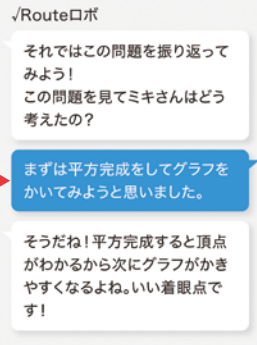 √Routeロボ
それではこの問題を振り返って
みよう！
この問題を見てミキさんはどう
考えたの？
まずは平方完成をしてグラフを
かいてみようと思いました。
そうだね！平方完成すると頂点
がわかるから次にグラフがかき
やすくなるよね。いい着眼点で
す！